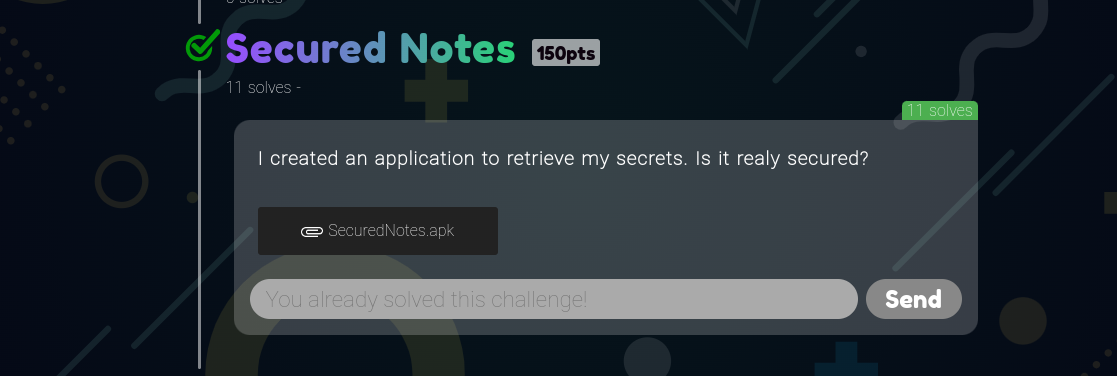 Secured Notes 150pts
11 solves -
11 solves
I created an application to retrieve my secrets. Is it realy secured?
SecuredNotes.apk
You already solved this challenge!
Send